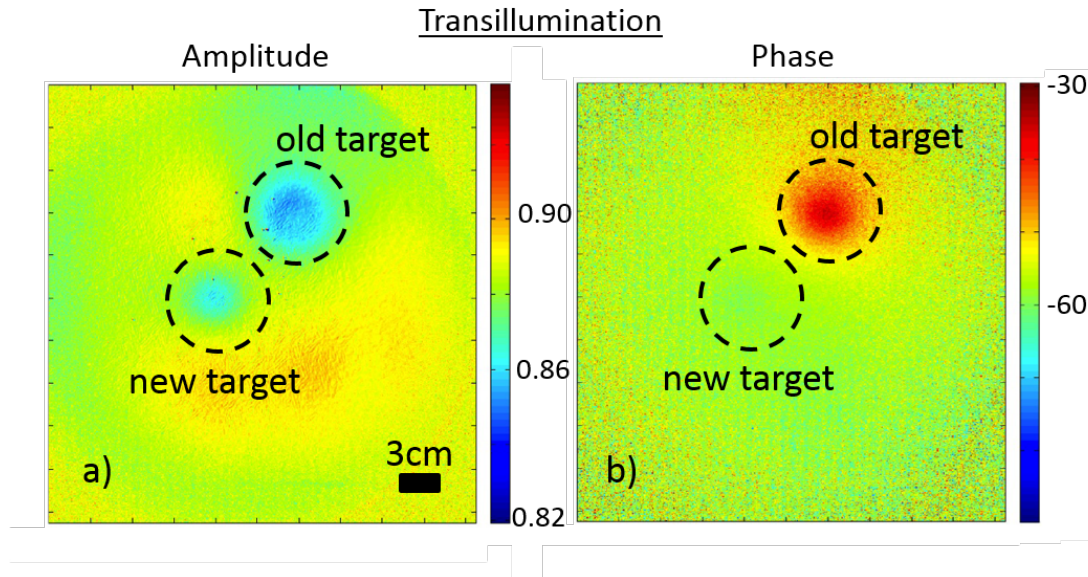 Transillumination
Amplitude
Phase
old target
new target
a)
3cm
0.90
0.86
0.82
old target
new target
b)
-30
-60